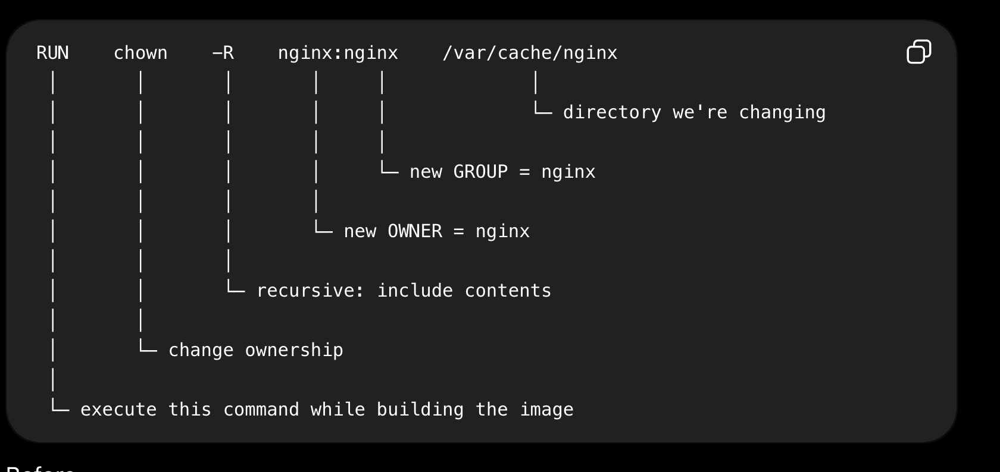 RUN    chown    -R    nginx:nginx    /var/cache/nginx
directory we're changing
new GROUP = nginx
new OWNER = nginx
recursive: include contents
change ownership
execute this command while building the image
Before